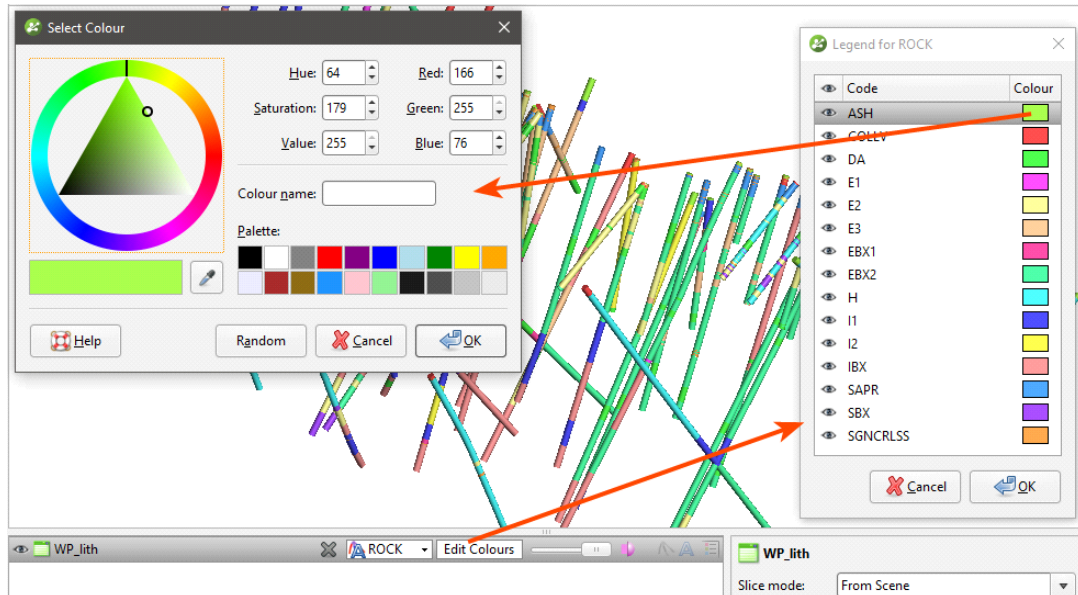 Select Colour
Hue: 64 Red: 166
Saturation: 179 Green: 255
Value: 255 Blue: 76
Colour name:
Palette:
Help Random Cancel OK
Legend for ROCK
Code Colour
ASH
COLLV
DA
E1
E2
E3
EBX1
EBX2
H
I1
I2
IBX
SAPR
SBX
SGNCRLSS
Cancel OK
WP_lith ROCK Edit Colours
WP_lith
Slice mode: From Scene